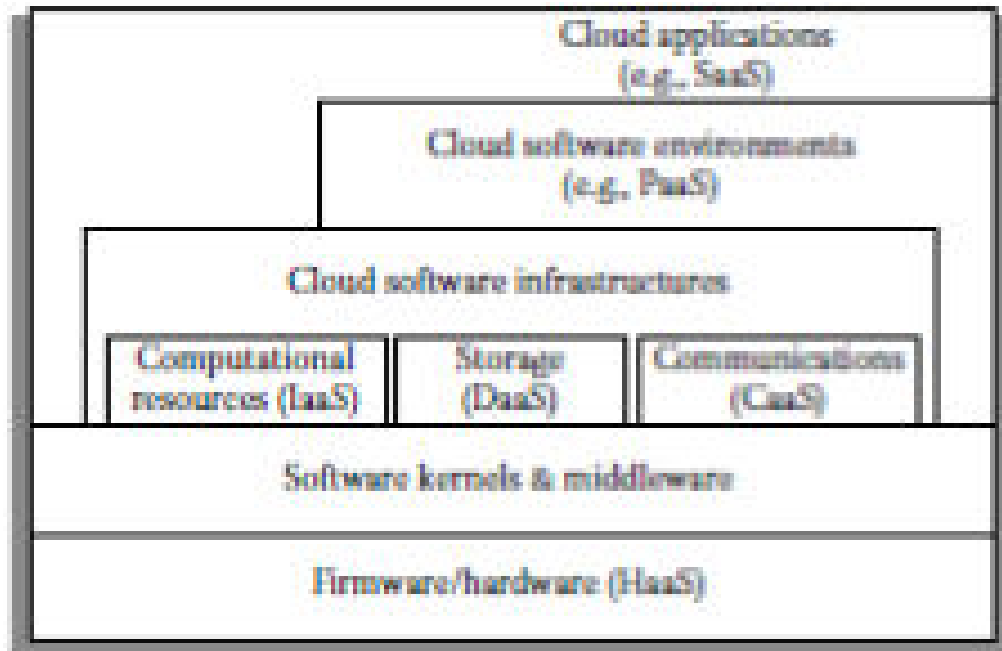 Cloud applications
(e.g., SaaS)
Cloud software environments
(e.g., PaaS)
Cloud software infrastructures
Computational
resources (IaaS)
Storage
(DaaS)
Communications
(CaaS)
Software kernels & middleware
Firmware/hardware (HaaS)